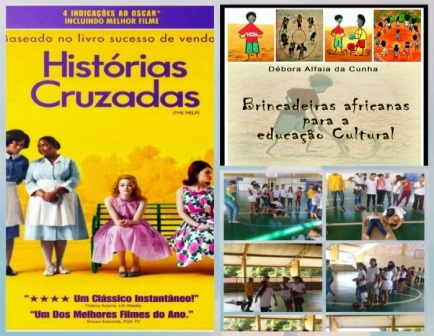 4 INDICAÇÕES AO OSCAR
INCLUINDO MELHOR FILME
Baseado no livro sucesso de venda
Histórias
Cruzadas
(THE HELP)
"★★★★ Um Clássico Instantâneo!"
"Um Dos Melhores Filmes do Ano."
Débora Alfaia da Cunha
Brincadeiras africanas
para a
educação Cultural